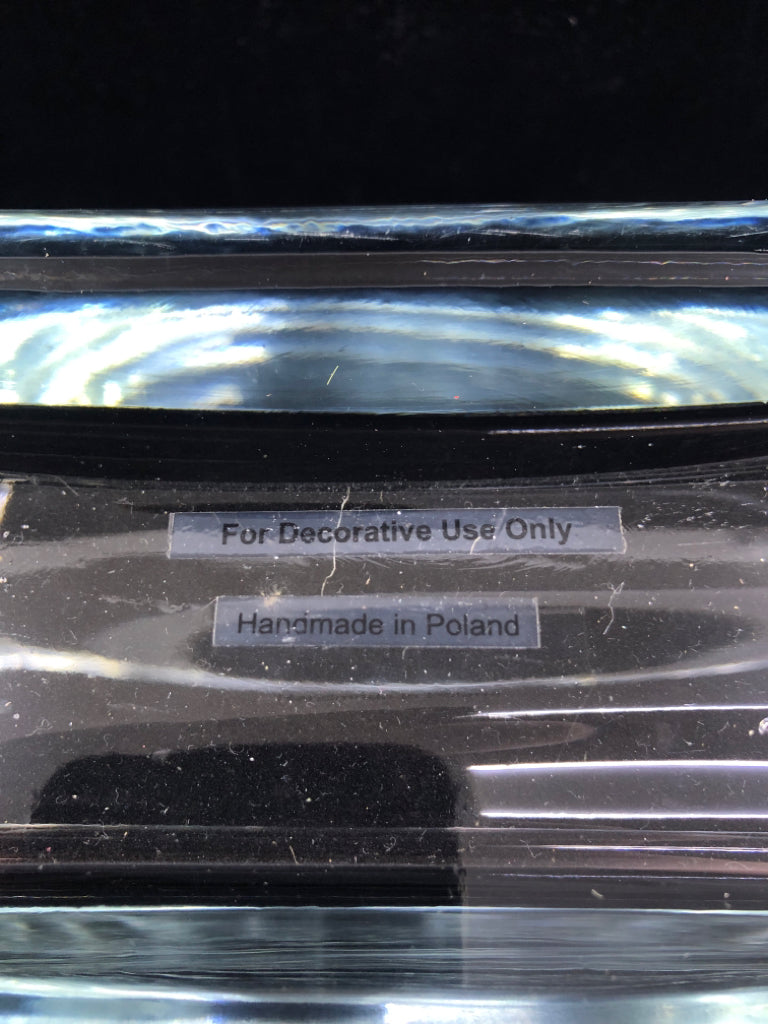 For Decorative Use Only
Handmade in Poland